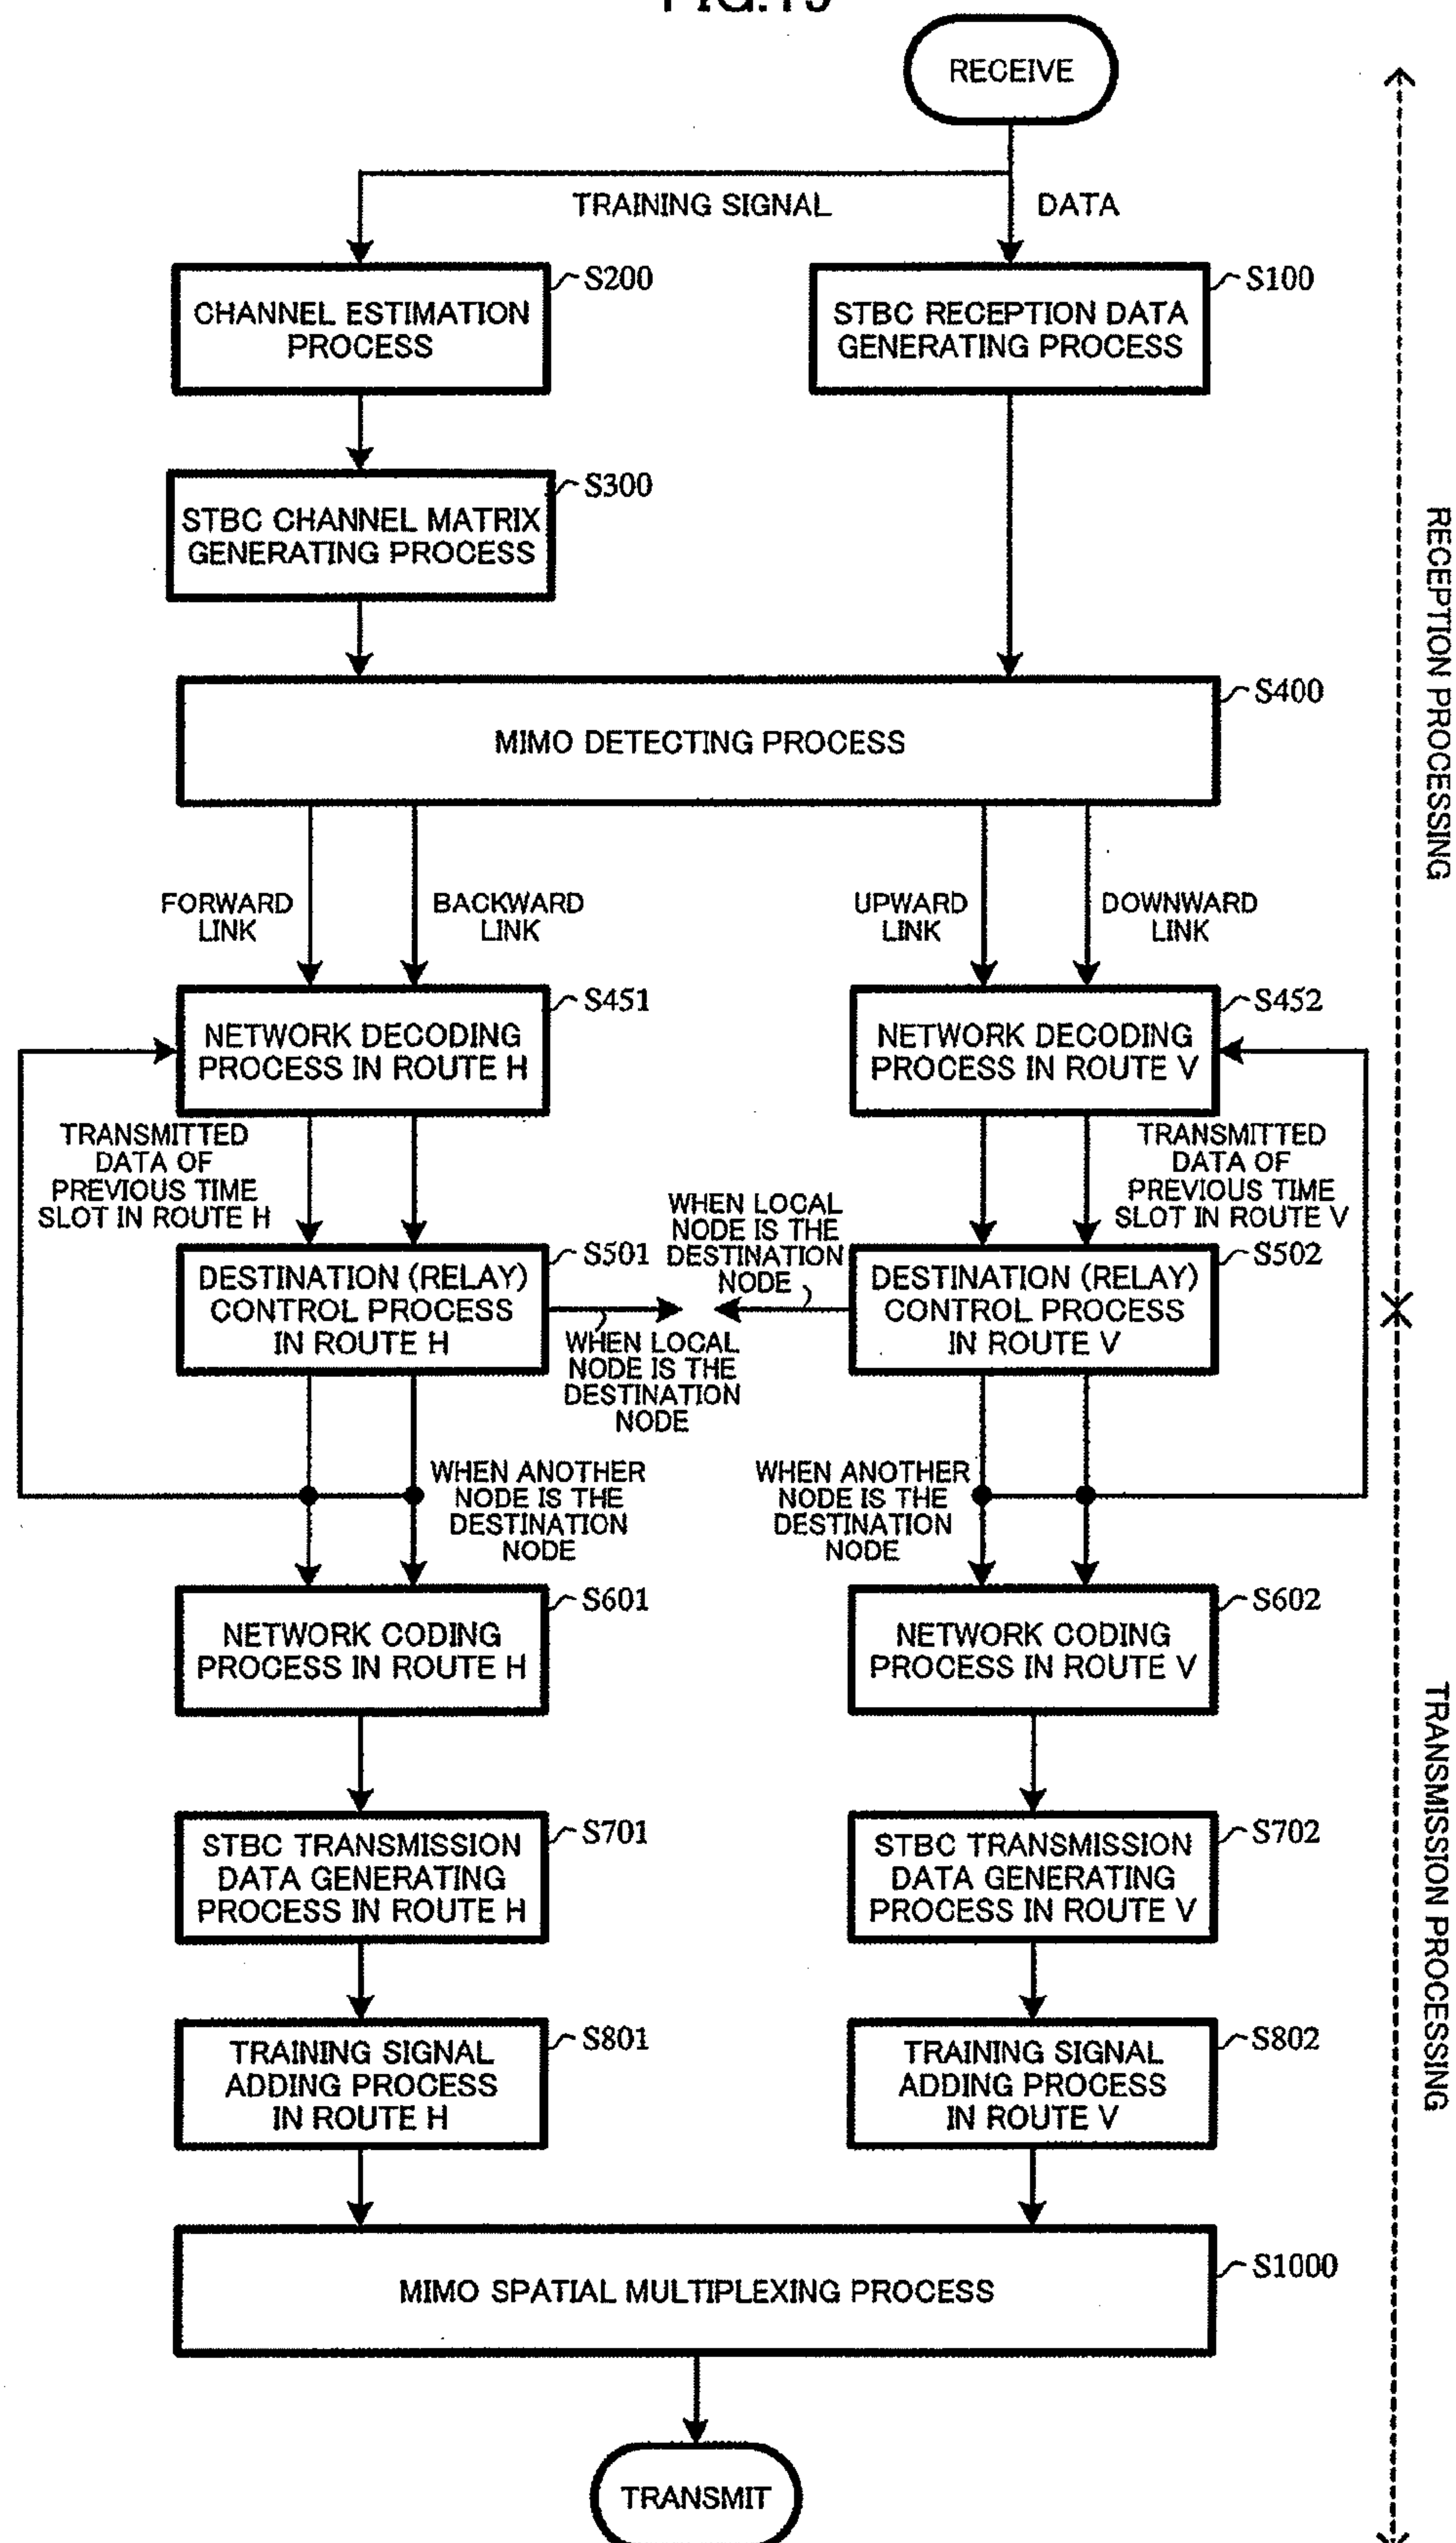 RECEIVE
TRAINING SIGNAL
DATA
S200
CHANNEL ESTIMATION
PROCESS
S100
STBC RECEPTION DATA
GENERATING PROCESS
S300
STBC CHANNEL MATRIX
GENERATING PROCESS
S400
MIMO DETECTING PROCESS
RECEPTION PROCESSING
FORWARD
LINK
BACKWARD
LINK
UPWARD
LINK
DOWNWARD
LINK
S451
NETWORK DECODING
PROCESS IN ROUTE H
S452
NETWORK DECODING
PROCESS IN ROUTE V
TRANSMITTED
DATA OF
PREVIOUS TIME
SLOT IN ROUTE H
TRANSMITTED
DATA OF
PREVIOUS TIME
SLOT IN ROUTE V
WHEN LOCAL
NODE IS THE
DESTINATION
NODE
S501
DESTINATION (RELAY)
CONTROL PROCESS
IN ROUTE H
S502
DESTINATION (RELAY)
CONTROL PROCESS
IN ROUTE V
WHEN LOCAL
NODE IS THE
DESTINATION
NODE
WHEN ANOTHER
NODE IS THE
DESTINATION
NODE
WHEN ANOTHER
NODE IS THE
DESTINATION
NODE
S601
NETWORK CODING
PROCESS IN ROUTE H
S602
NETWORK CODING
PROCESS IN ROUTE V
TRANSMISSION PROCESSING
S701
STBC TRANSMISSION
DATA GENERATING
PROCESS IN ROUTE H
S702
STBC TRANSMISSION
DATA GENERATING
PROCESS IN ROUTE V
S801
TRAINING SIGNAL
ADDING PROCESS
IN ROUTE H
S802
TRAINING SIGNAL
ADDING PROCESS
IN ROUTE V
S1000
MIMO SPATIAL MULTIPLEXING PROCESS
TRANSMIT